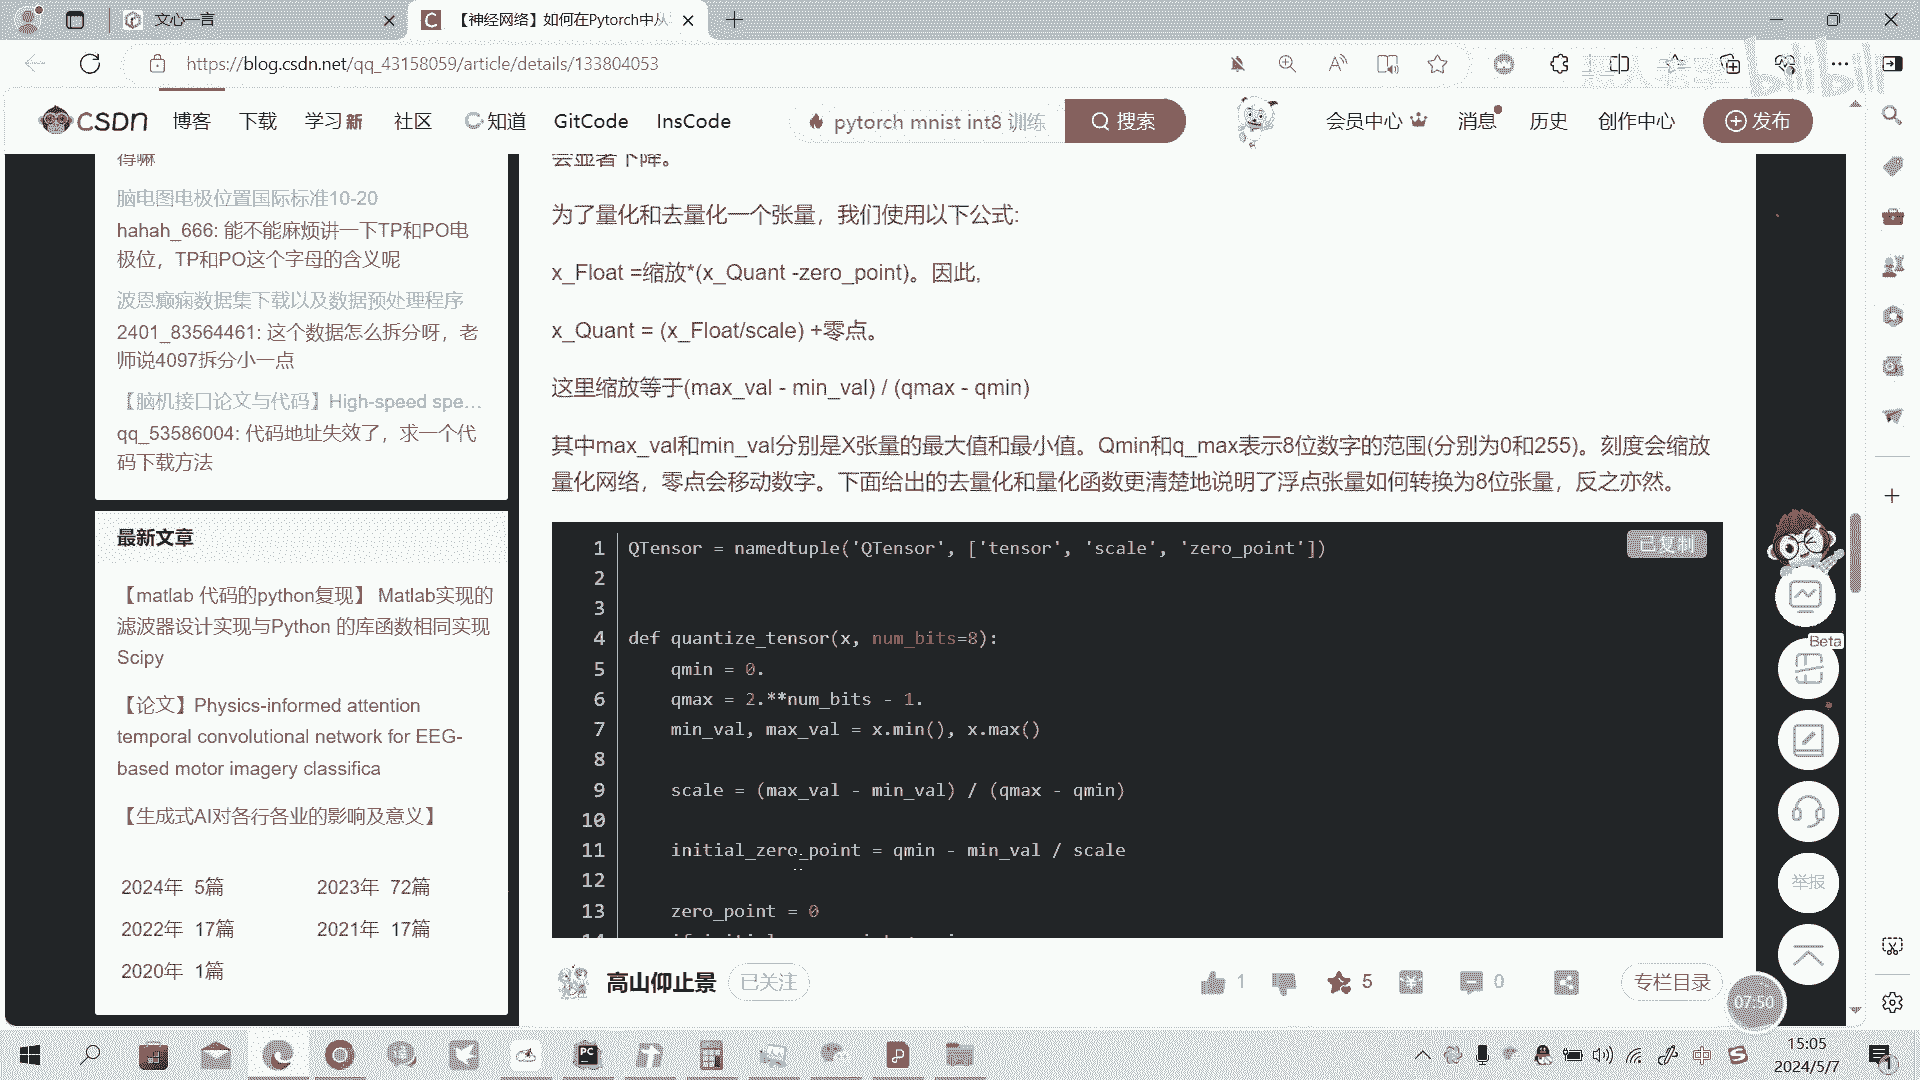 文心一言
【神经网络】如何在Pytorch中从
https://blog.csdn.net/qq_43158059/article/details/133804053
bilibili
CSDN 博客 下载 学习新 社区 知道 GitCode InsCode pytorch mnist int8 训练 搜索 会员中心 消息 历史 创作中心 发布
得嘛
脑电图电极位置国际标准10-20
hahah_666: 能不能麻烦讲一下TP和PO电
极位，TP和PO这个字母的含义呢
波恩癫痫数据集下载以及数据预处理程序
2401_83564461: 这个数据怎么拆分呀，老
师说4097拆分小一点
【脑机接口论文与代码】High-speed spe...
qq_53586004: 代码地址失效了，求一个代
码下载方法
最新文章
【matlab 代码的python复现】 Matlab实现的
滤波器设计实现与Python 的库函数相同实现
Scipy
【论文】Physics-informed attention
temporal convolutional network for EEG-
based motor imagery classifica
【生成式AI对各行各业的影响及意义】
2024年 5篇 2023年 72篇
2022年 17篇 2021年 17篇
2020年 1篇
会显著下降。
为了量化和去量化一个张量，我们使用以下公式:
x_Float =缩放*(x_Quant -zero_point)。因此,
x_Quant = (x_Float/scale) +零点。
这里缩放等于(max_val - min_val) / (qmax - qmin)
其中max_val和min_val分别是X张量的最大值和最小值。Qmin和q_max表示8位数字的范围(分别为0和255)。刻度会缩放
量化网络，零点会移动数字。下面给出的去量化和量化函数更清楚地说明了浮点张量如何转换为8位张量，反之亦然。
已复制
1 QTensor = namedtuple('QTensor', ['tensor', 'scale', 'zero_point'])
2
3
4 def quantize_tensor(x, num_bits=8):
5 qmin = 0.
6 qmax = 2.**num_bits - 1.
7 min_val, max_val = x.min(), x.max()
8
9 scale = (max_val - min_val) / (qmax - qmin)
10
11 initial_zero_point = qmin - min_val / scale
12
13 zero_point = 0
高山仰止景 已关注 1 5 0 专栏目录
Beta
举报
07:50
15:05
2024/5/7
中
1